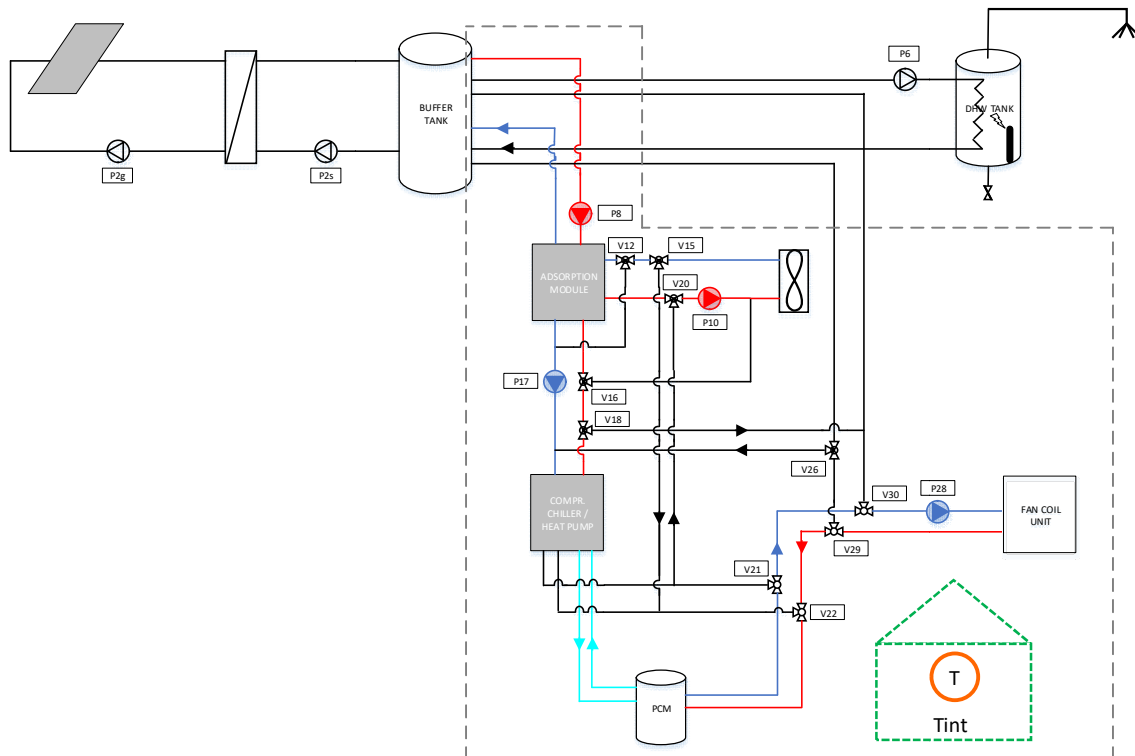 P6
BUFFER
TANK
DHW TANK
P2g
P2s
P8
V12
V15
ADSORPTION
MODULE
V20
P10
P17
V16
V18
V26
COMPR.
CHILLER /
HEAT PUMP
V30
P28
FAN COIL
UNIT
V29
V21
V22
T
PCM
Tint